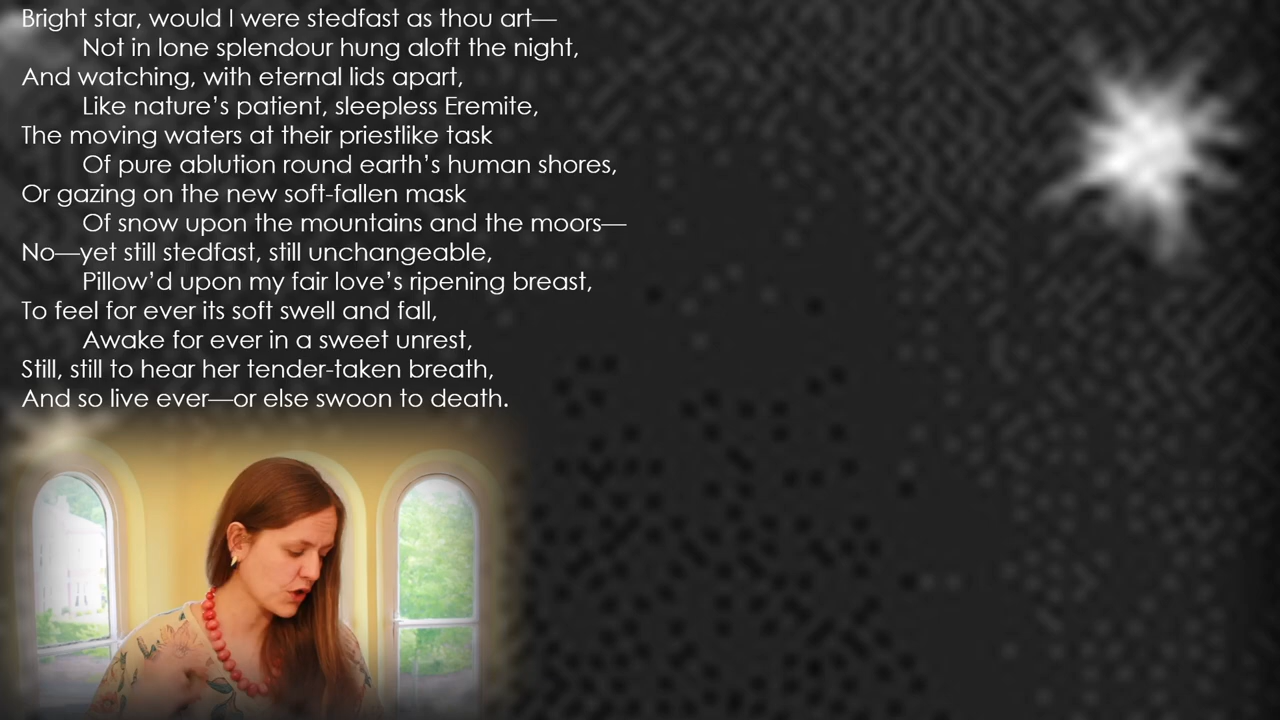 Bright star, would I were stedfast as thou art—
Not in lone splendour hung aloft the night,
And watching, with eternal lids apart,
Like nature’s patient, sleepless Eremite,
The moving waters at their priestlike task
Of pure ablution round earth’s human shores,
Or gazing on the new soft-fallen mask
Of snow upon the mountains and the moors—
No—yet still stedfast, still unchangeable,
Pillow’d upon my fair love’s ripening breast,
To feel for ever its soft swell and fall,
Awake for ever in a sweet unrest,
Still, still to hear her tender-taken breath,
And so live ever—or else swoon to death.